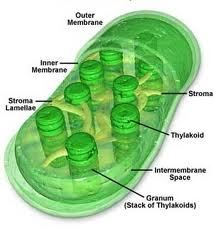 Outer
Membrane
Inner
Membrane
Stroma
Lamellae
Stroma
Thylakoid
Intermembrane
Space
Granum
(Stack of Thylakoids)